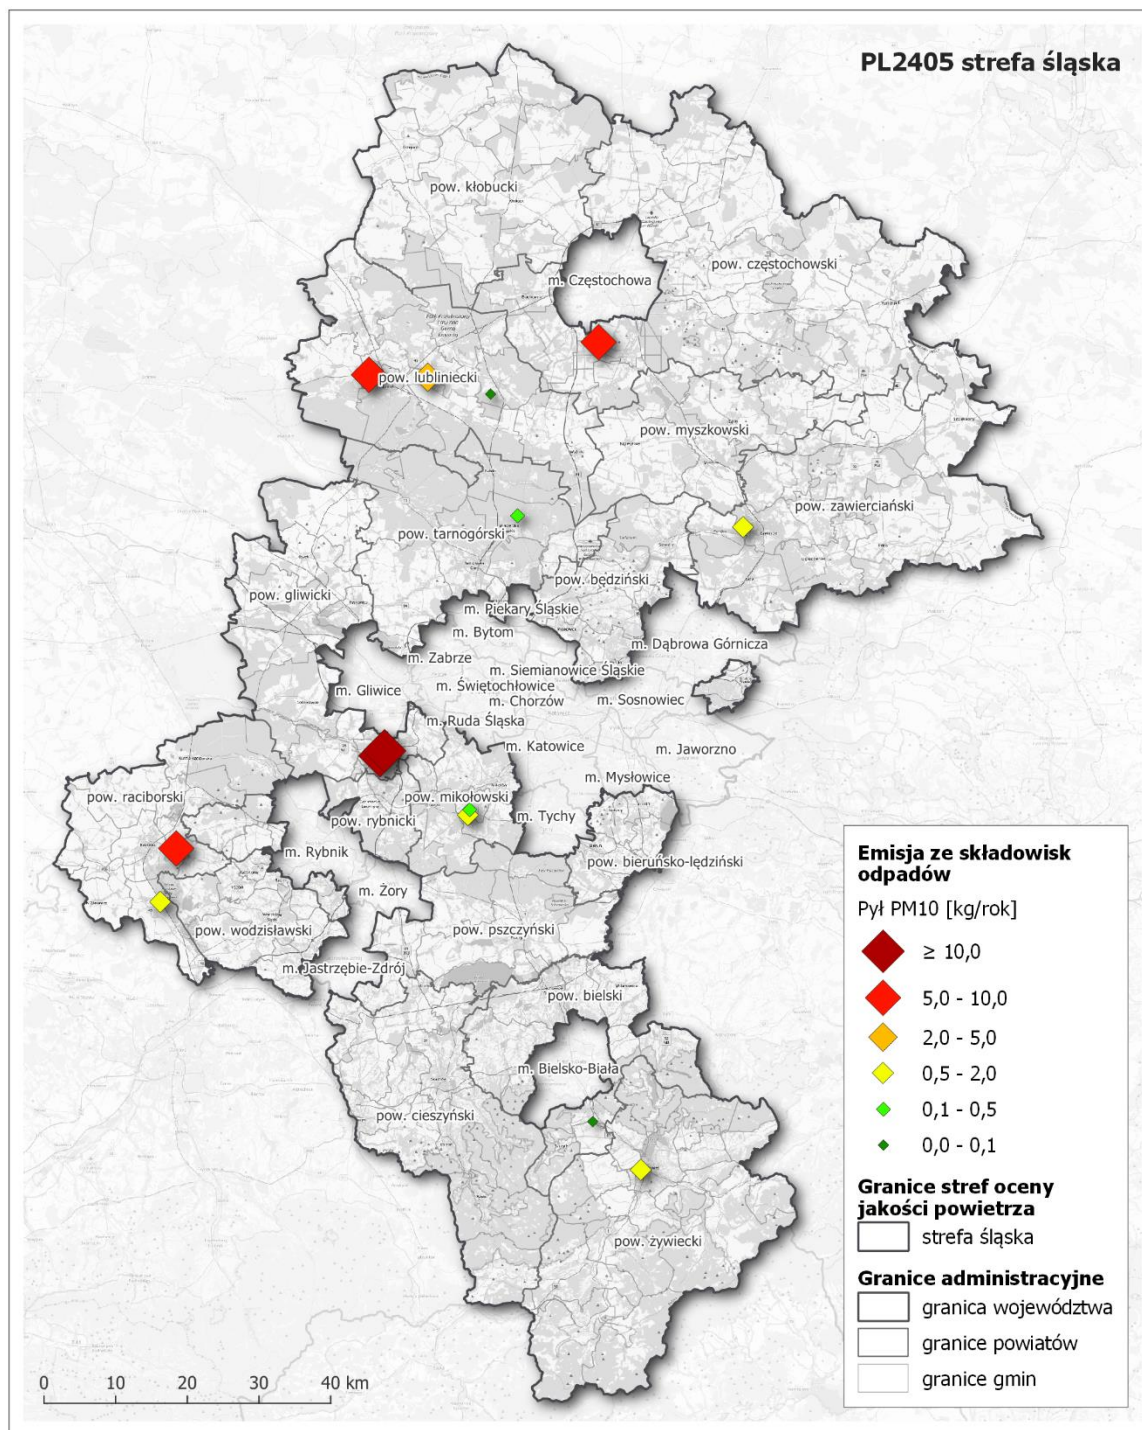 PL2405 strefa śląska
pow. kłobucki
pow. częstochowski
m. Częstochowa
pow. lubliniecki
pow. myszkowski
pow. zawierciański
pow. tarnogórski
pow. będziński
pow. gliwicki
m. Piekary Śląskie
m. Bytom
m. Dąbrowa Górnicza
m. Zabrze
m. Siemianowice Śląskie
m. Świętochłowice
m. Gliwice
m. Chorzów
m. Sosnowiec
m. Ruda Śląska
m. Katowice
m. Jaworzno
m. Mysłowice
pow. raciborski
pow. mikołowski
m. Tychy
pow. rybnicki
m. Rybnik
pow. bieruńsko-lędziński
m. Żory
pow. wodzisławski
pow. pszczyński
m. Jastrzębie-Zdrój
pow. bielski
m. Bielsko-Biała
pow. cieszyński
pow. żywiecki
Emisja ze składowisk
odpadów
Pył PM10 [kg/rok]
≥ 10,0
5,0 - 10,0
2,0 - 5,0
0,5 - 2,0
0,1 - 0,5
0,0 - 0,1
Granice stref oceny
jakości powietrza
strefa śląska
Granice administracyjne
granica województwa
granice powiatów
granice gmin
0 10 20 30 40 km